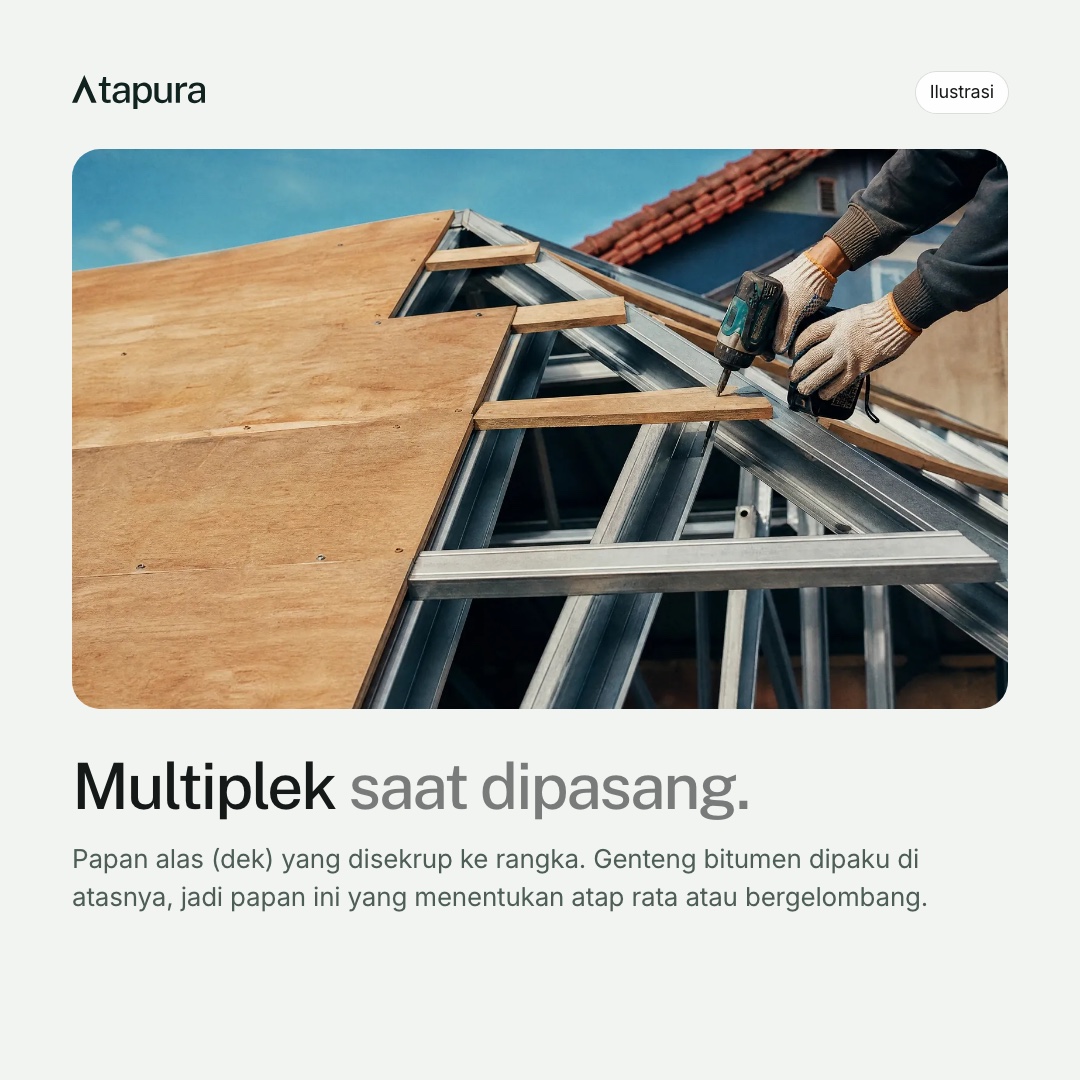 Atapura
Ilustrasi
Multiplek saat dipasang.
Papan alas (dek) yang disekrup ke rangka. Genteng bitumen dipaku di
atasnya, jadi papan ini yang menentukan atap rata atau bergelombang.